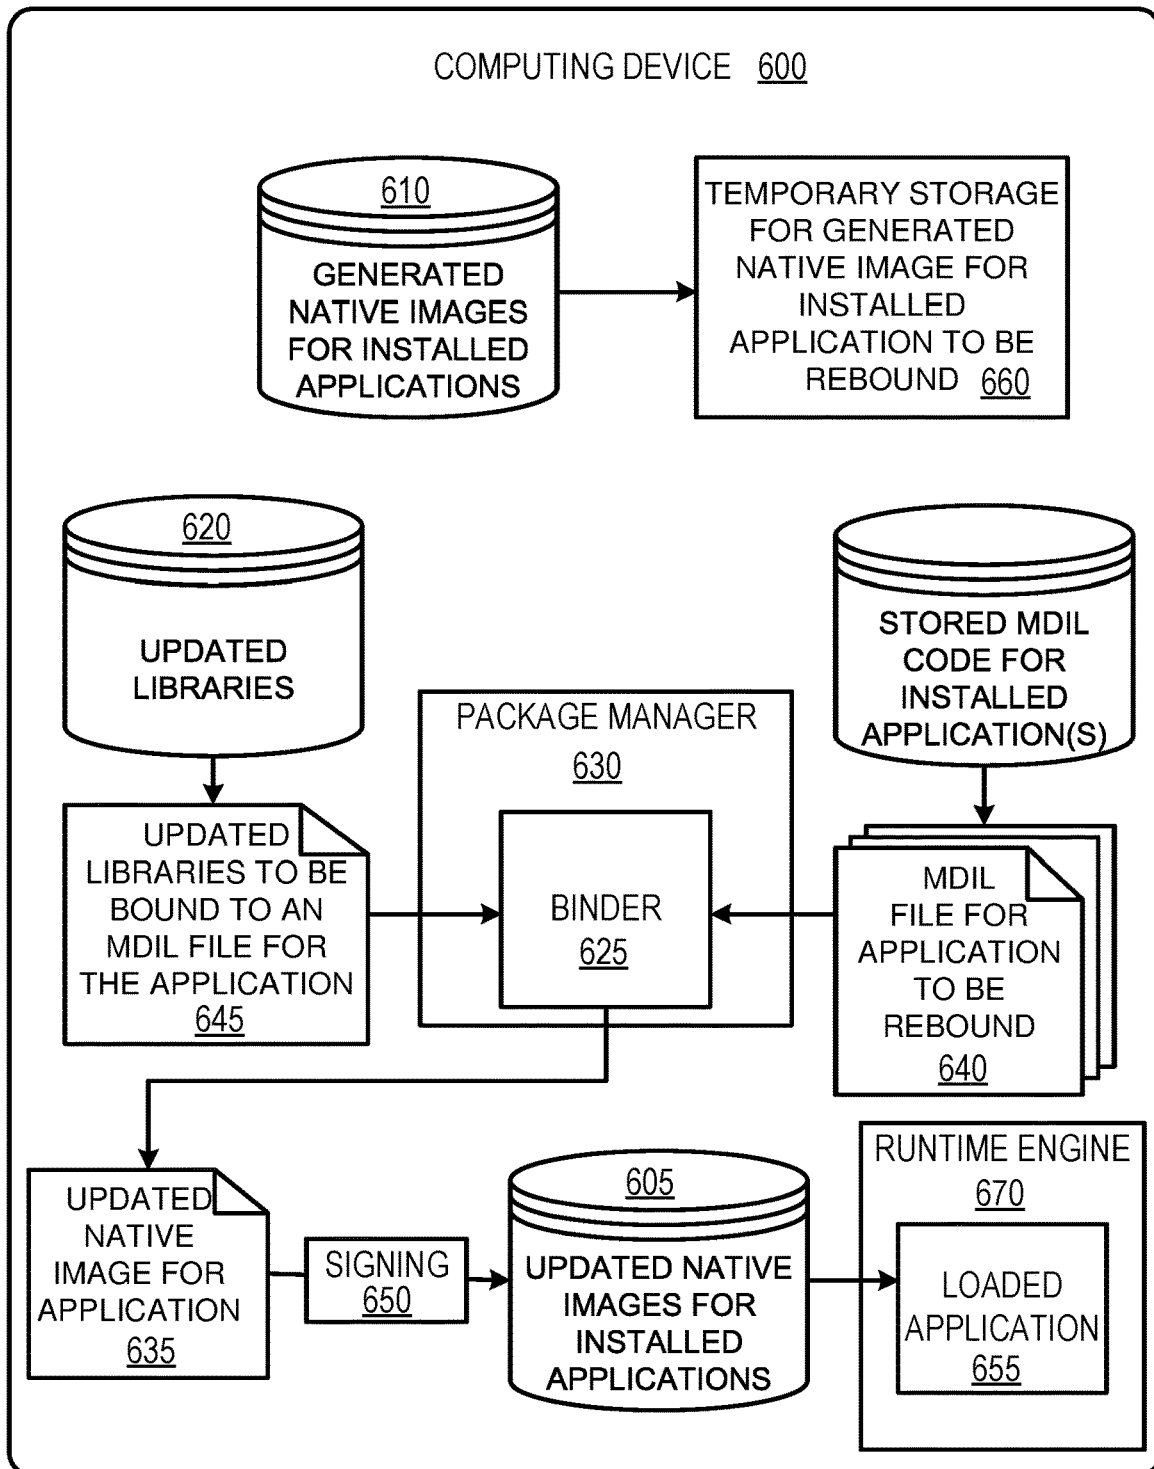 COMPUTING DEVICE 600
610
GENERATED
NATIVE IMAGES
FOR INSTALLED
APPLICATIONS
TEMPORARY STORAGE
FOR GENERATED
NATIVE IMAGE FOR
INSTALLED
APPLICATION TO BE
REBOUND 660
620
UPDATED
LIBRARIES
STORED MDIL
CODE FOR
INSTALLED
APPLICATION(S)
PACKAGE MANAGER
630
UPDATED
LIBRARIES TO BE
BOUND TO AN
MDIL FILE FOR
THE APPLICATION
645
BINDER
625
MDIL
FILE FOR
APPLICATION
TO BE
REBOUND
640
UPDATED
NATIVE
IMAGE FOR
APPLICATION
635
SIGNING
650
605
UPDATED NATIVE
IMAGES FOR
INSTALLED
APPLICATIONS
RUNTIME ENGINE
670
LOADED
APPLICATION
655